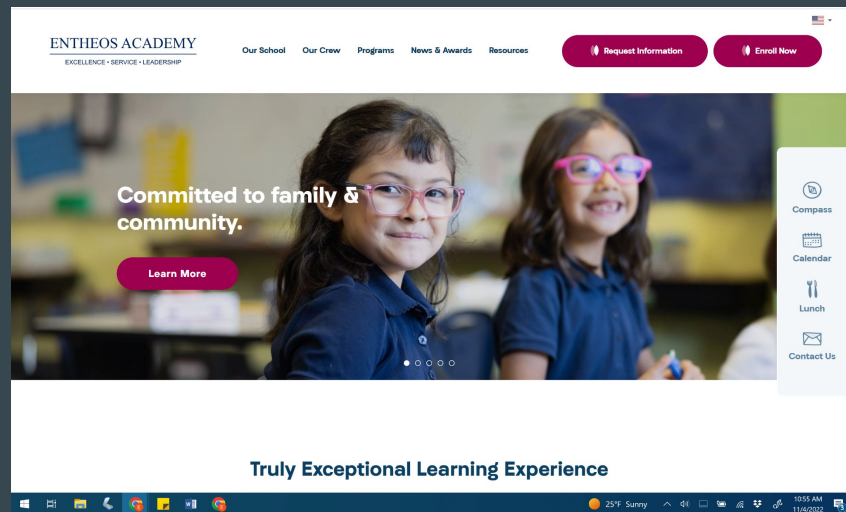 ENTHEOS ACADEMY
EXCELLENCE • SERVICE • LEADERSHIP
Our School Our Crew Programs News & Awards Resources
Request Information
Enroll Now
Committed to family &
community.
Learn More
Compass
Calendar
Lunch
Contact Us
Truly Exceptional Learning Experience
25°F Sunny
10:55 AM
11/4/2022
3